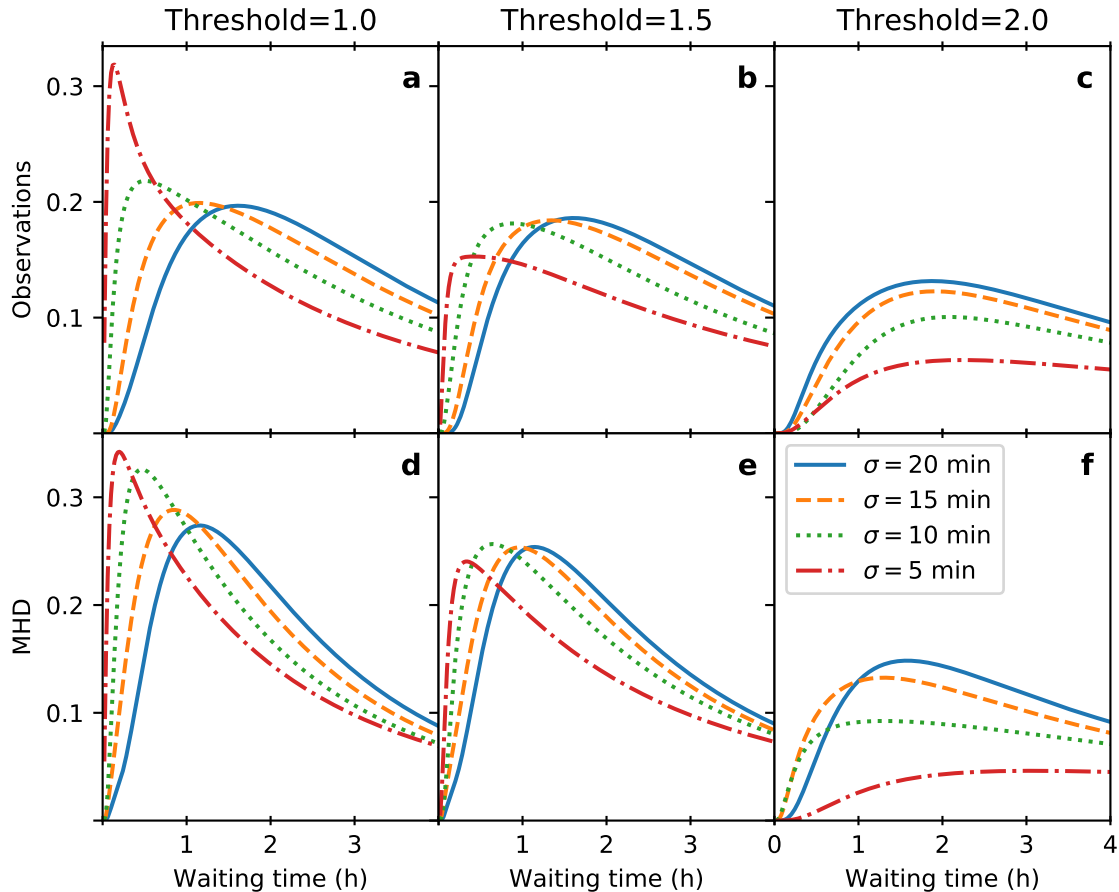 Threshold=1.0 Threshold=1.5 Threshold=2.0
Observations
0.3
0.2
0.1
a
b
c
MHD
0.3
0.2
0.1
d
e
f
σ = 20 min
σ = 15 min
σ = 10 min
σ = 5 min
1 2 3 1 2 3 0 1 2 3 4
Waiting time (h) Waiting time (h) Waiting time (h)